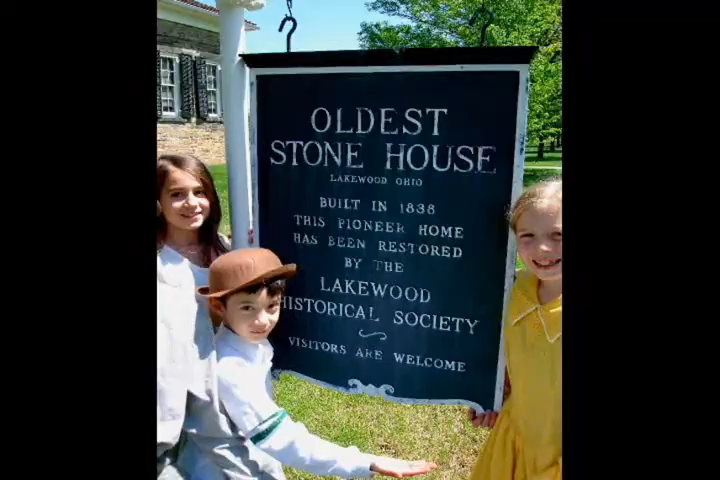 OLDEST
STONE HOUSE
LAKEWOOD OHIO
BUILT IN 1838
THIS PIONEER HOME
HAS BEEN RESTORED
BY THE
LAKEWOOD
HISTORICAL SOCIETY
VISITORS ARE WELCOME